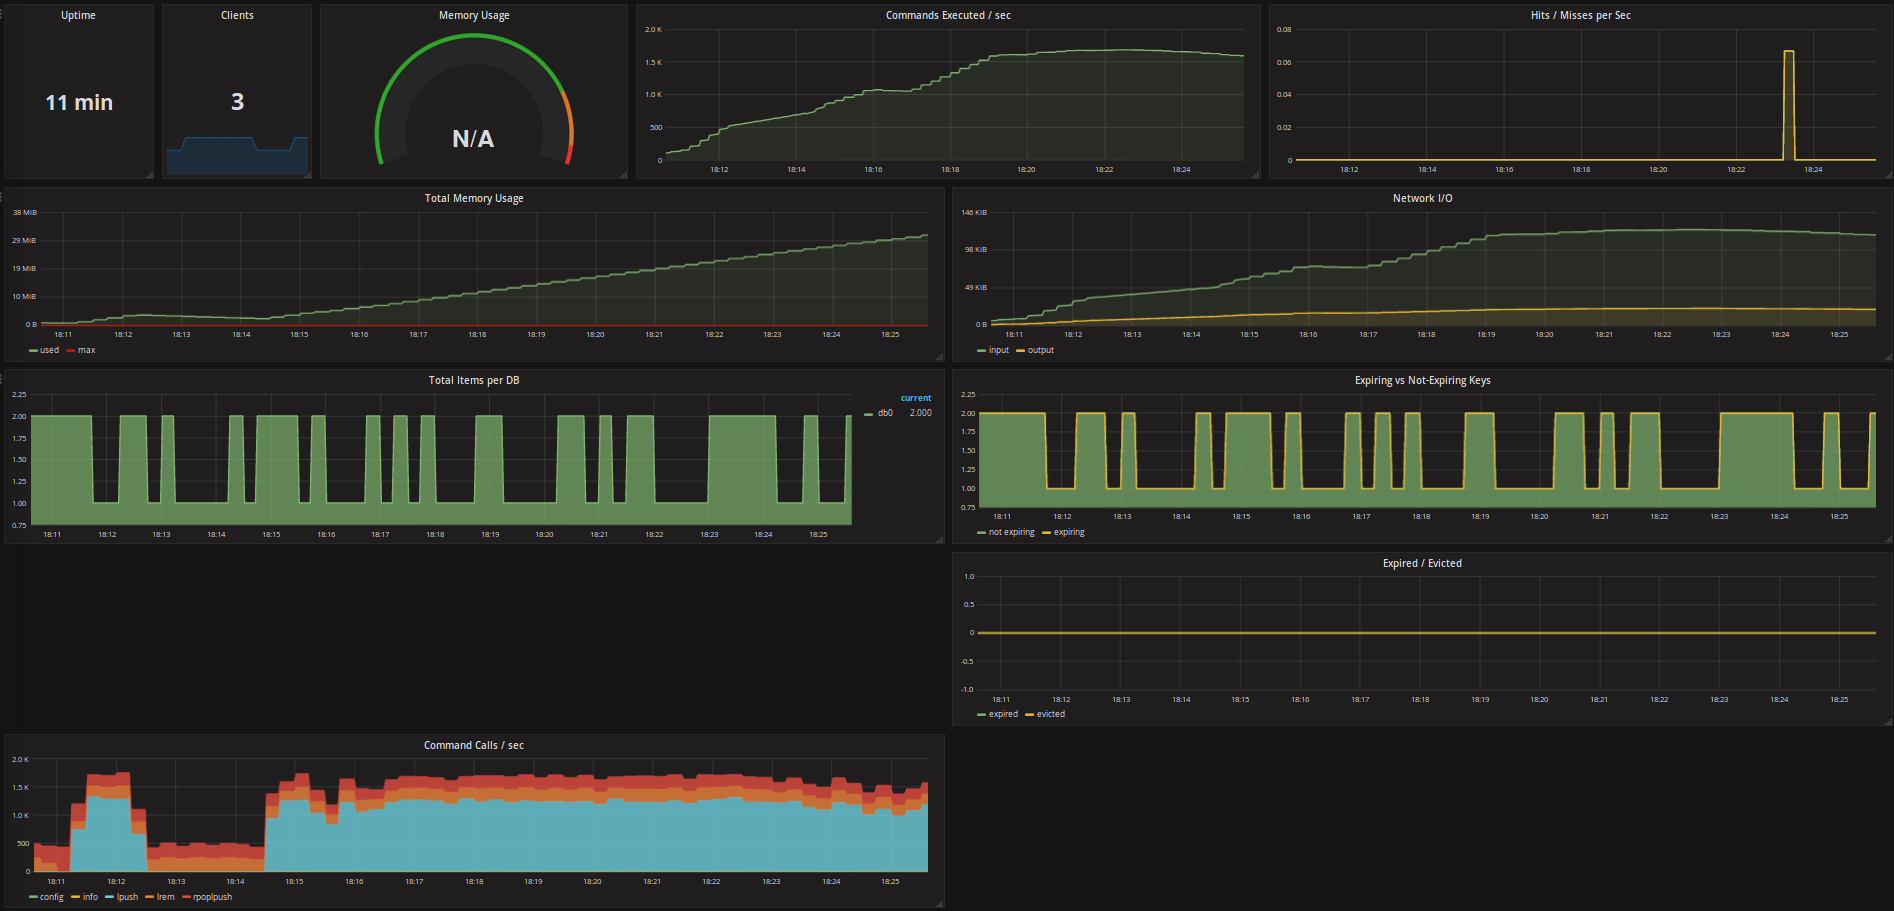 Uptime
11 min
Clients
3
Memory Usage
N/A
Commands Executed / sec
2.0 K
1.5 K
1.0 K
500
0
18:12 18:14 18:16 18:18 18:20 18:22 18:24
Hits / Misses per Sec
0.08
0.06
0.04
0.02
0
18:12 18:14 18:16 18:18 18:20 18:22 18:24
Total Memory Usage
38 MiB
29 MiB
19 MiB
10 MiB
0 B
18:11 18:12 18:13 18:14 18:15 18:16 18:17 18:18 18:19 18:20 18:21 18:22 18:23 18:24 18:25
used max
Network I/O
146 KiB
98 KiB
49 KiB
0 B
18:11 18:12 18:13 18:14 18:15 18:16 18:17 18:18 18:19 18:20 18:21 18:22 18:23 18:24 18:25
input output
Total Items per DB
2.25
2.00
1.75
1.50
1.25
1.00
0.75
18:11 18:12 18:13 18:14 18:15 18:16 18:17 18:18 18:19 18:20 18:21 18:22 18:23 18:24 18:25
current
db0 2.000
Expiring vs Not-Expiring Keys
2.25
2.00
1.75
1.50
1.25
1.00
0.75
18:11 18:12 18:13 18:14 18:15 18:16 18:17 18:18 18:19 18:20 18:21 18:22 18:23 18:24 18:25
not expiring expiring
Expired / Evicted
1.0
0.5
0
-0.5
-1.0
18:11 18:12 18:13 18:14 18:15 18:16 18:17 18:18 18:19 18:20 18:21 18:22 18:23 18:24 18:25
expired evicted
Command Calls / sec
2.0 K
1.5 K
1.0 K
500
0
18:11 18:12 18:13 18:14 18:15 18:16 18:17 18:18 18:19 18:20 18:21 18:22 18:23 18:24 18:25
config info lpush lrem rpoplpush